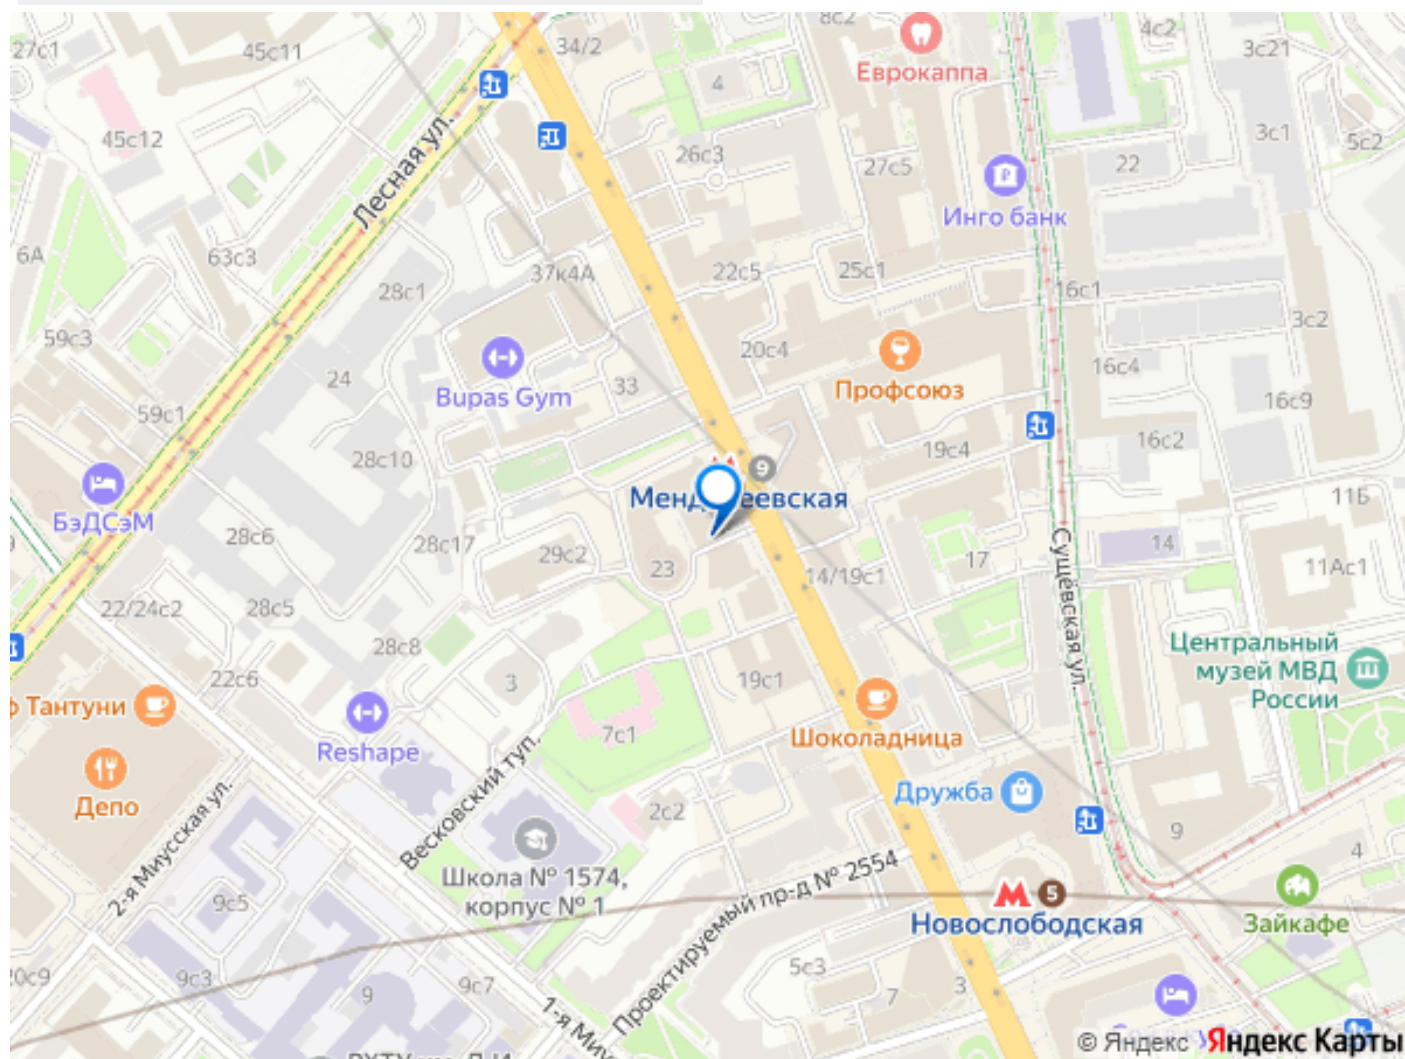 27с1
45с11
34/2
8с2
4с2
3с21
Еврокаппа
4
45с12
Лесная ул.
26с3
27с5
22
3с1
5с2
Инго банк
6А
63с3
28с1
37к4А
22с5
25с1
16с1
3с2
59с3
20с4
24
Bupas Gym
33
Профсоюз
16с4
16с9
59с1
28с10
19с4
16с2
9
11Б
БэДСэМ
28с6
28с17
29с2
23
14/19с1
17
14
11Ас1
Сущёвская ул.
22/24с2
28с5
28с8
Центральный
музей МВД
России
22с6
3
19с1
Тантуни
Reshape
7с1
Шоколадница
Депо
Весковский туп.
2с2
Дружба
2-я Миусская ул.
Школа № 1574,
корпус № 1
Проектируемый пр-д № 2554
9
4
9с5
5
Новослободская
Зайкафе
9с3
9
9с7
5с3
7
3
© Яндекс Яндекс Карты